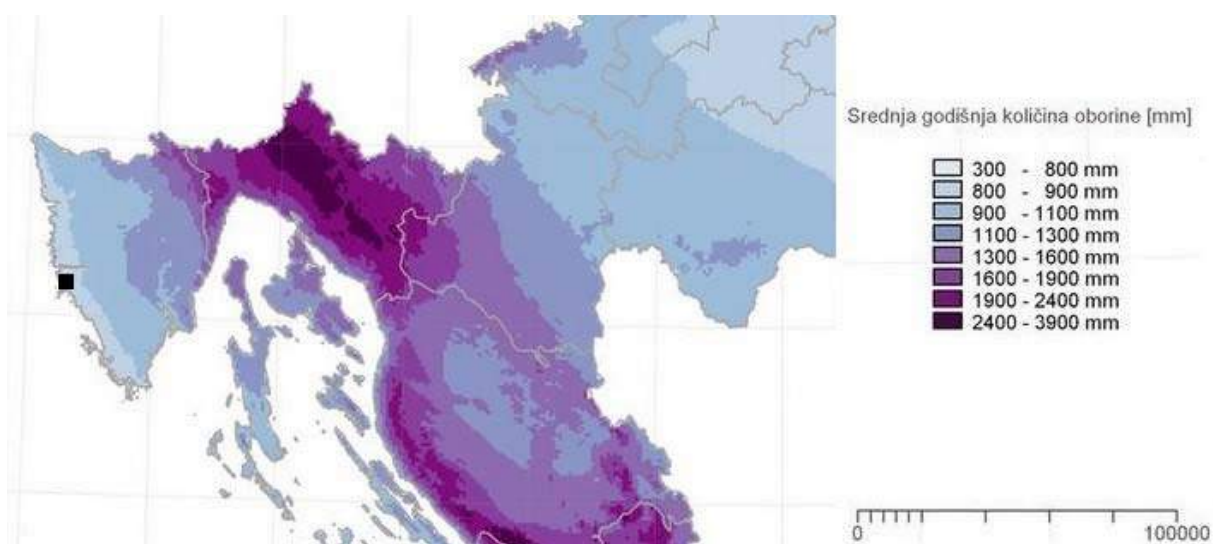 Srednja godišnja količina oborine [mm]
300 - 800 mm
800 - 900 mm
900 - 1100 mm
1100 - 1300 mm
1300 - 1600 mm
1600 - 1900 mm
1900 - 2400 mm
2400 - 3900 mm
0 100000